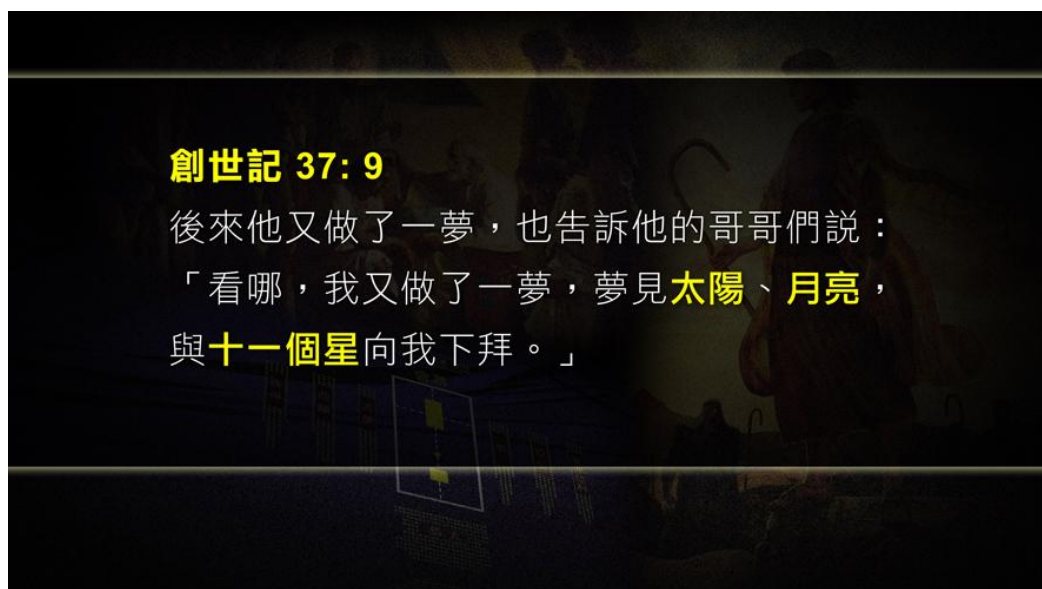 創世記 37: 9
後來他又做了一夢，也告訴他的哥哥們説：
「看哪，我又做了一夢，夢見太陽、月亮，
與十一個星向我下拜。」